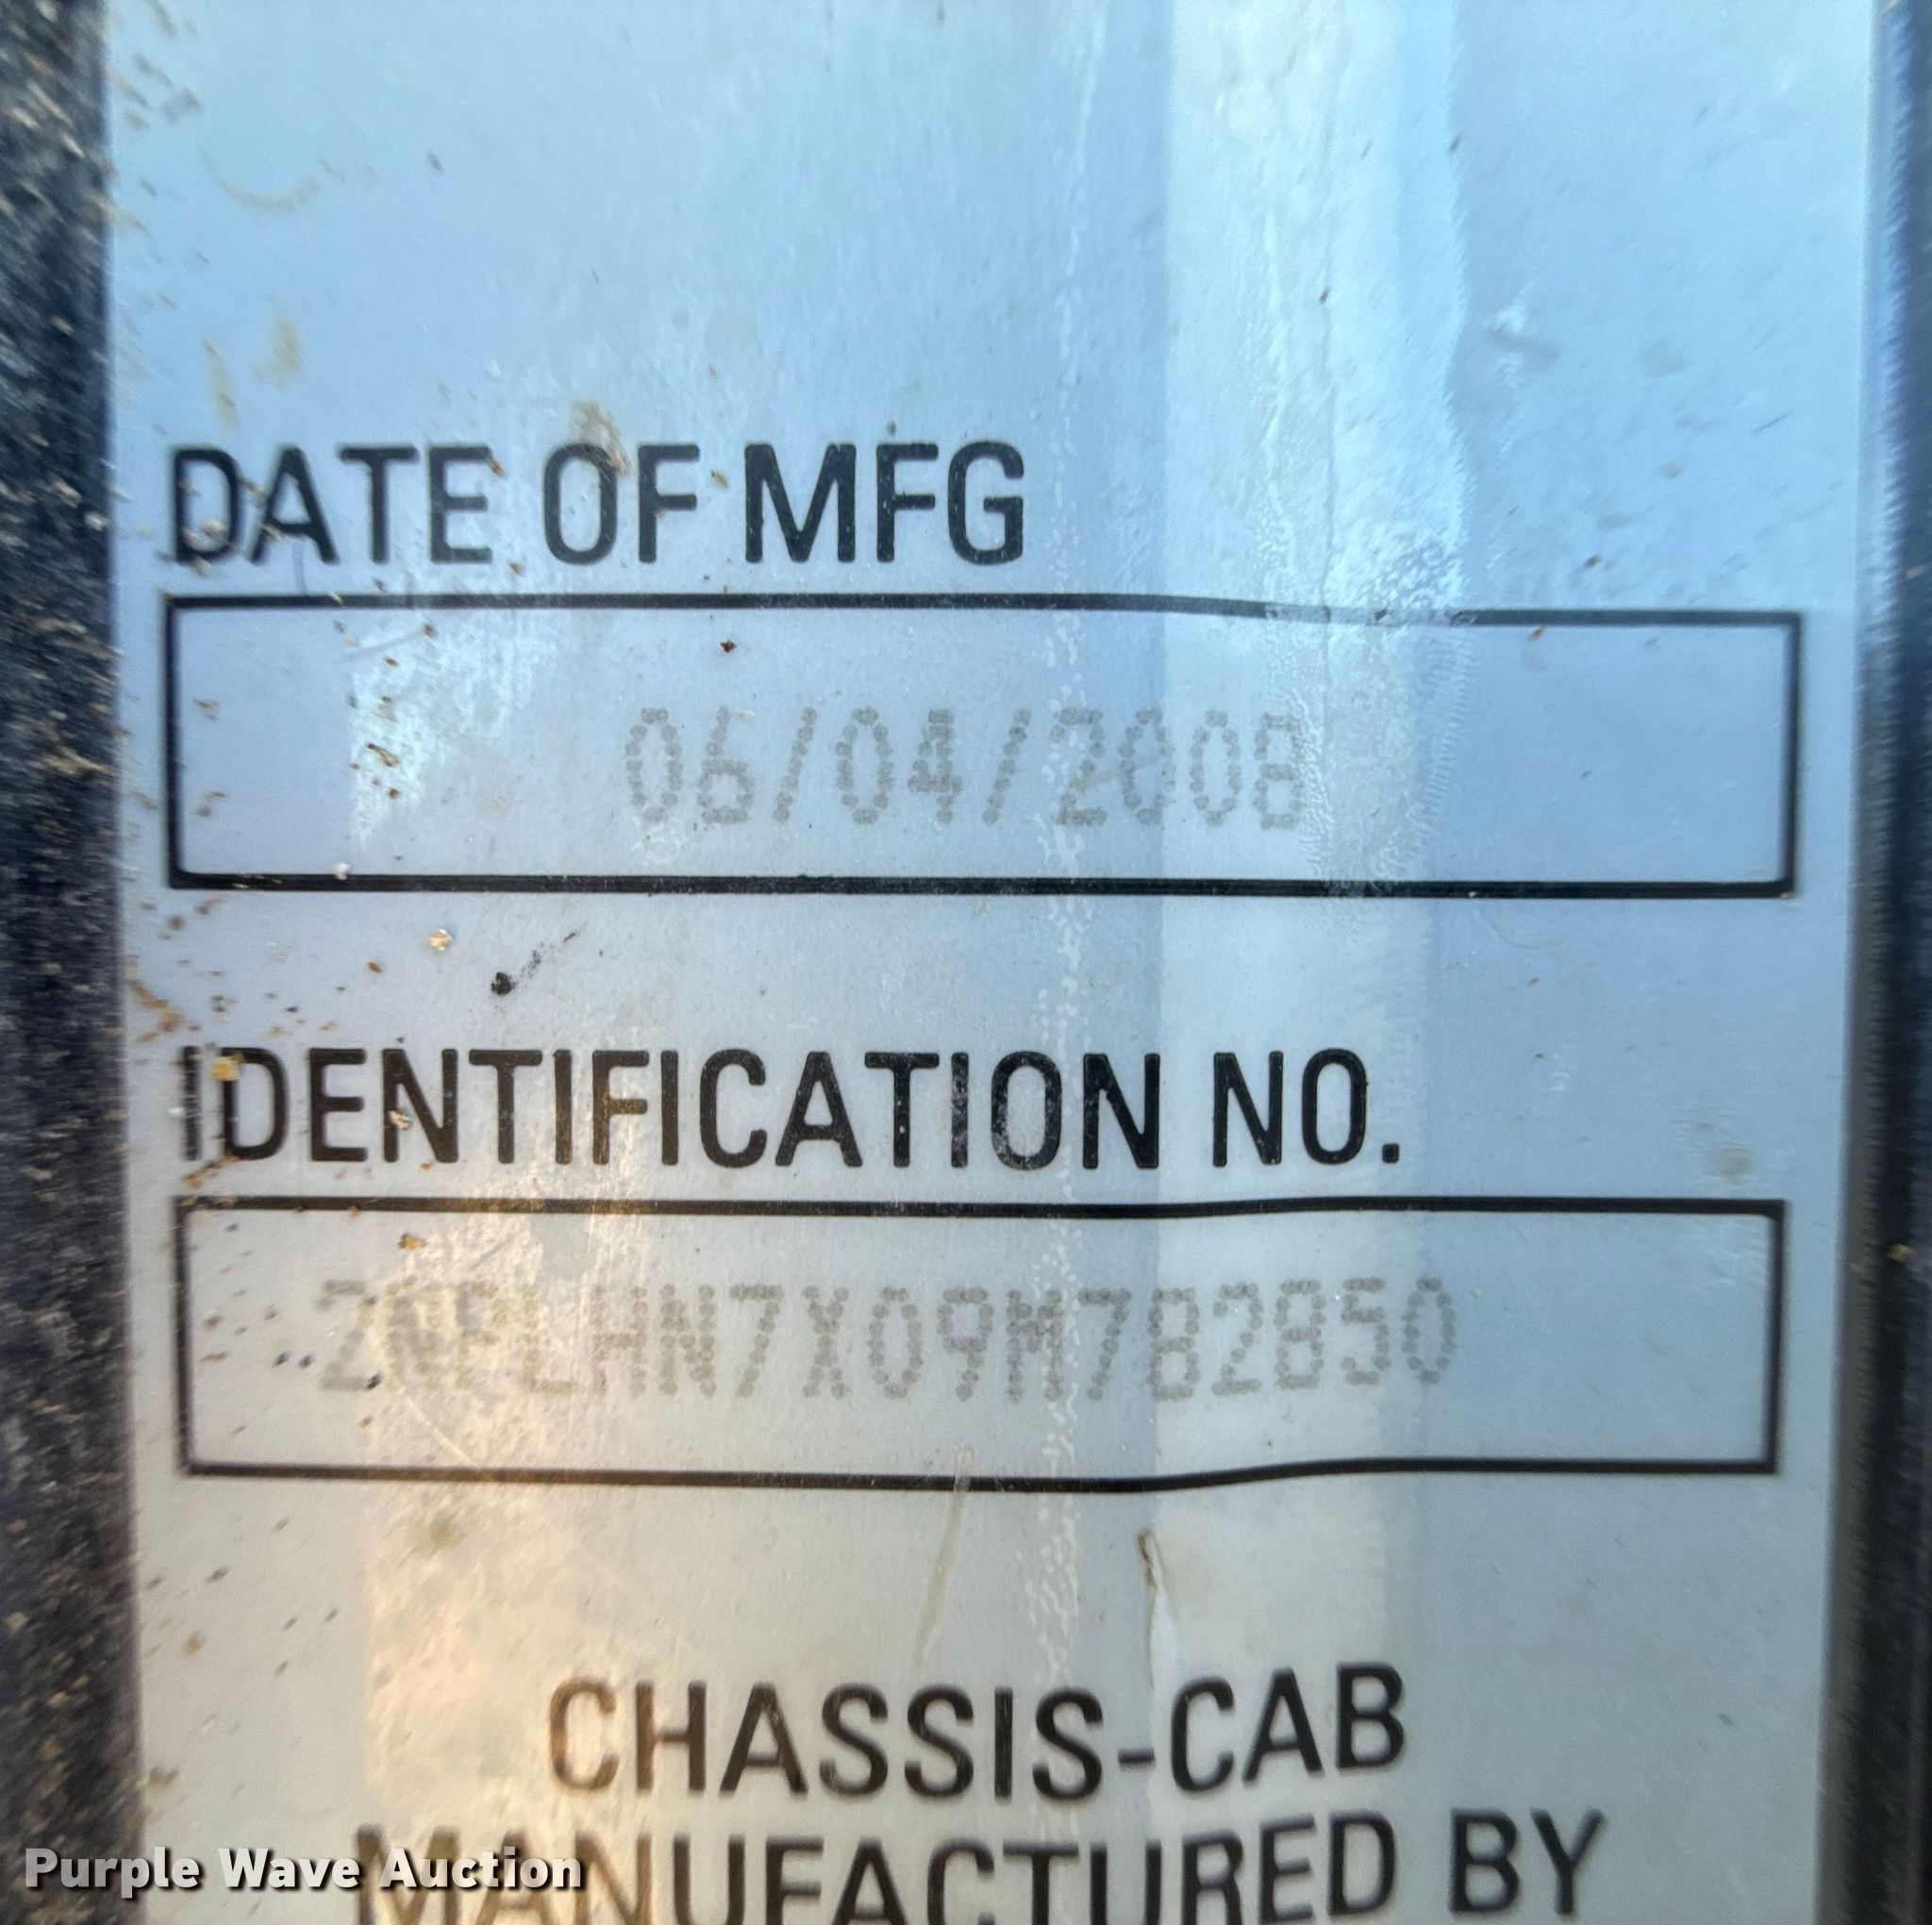 DATE OF MFG
06/04/2008
IDENTIFICATION NO.
2NPLHN7X09M782850
CHASSIS-CAB
MANUFACTURED BY
Purple Wave Auction